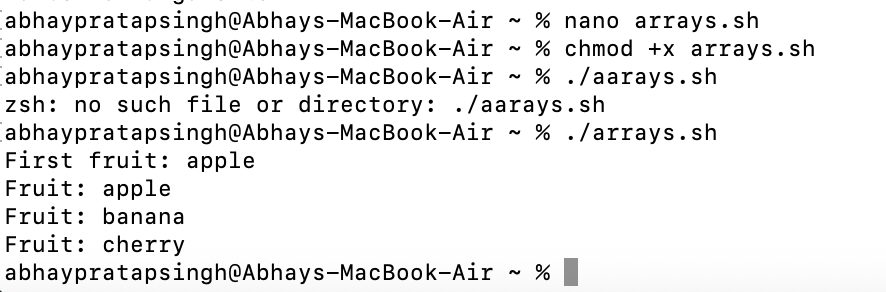 abhaypratapsingh@Abhays-MacBook-Air ~ % nano arrays.sh
abhaypratapsingh@Abhays-MacBook-Air ~ % chmod +x arrays.sh
abhaypratapsingh@Abhays-MacBook-Air ~ % ./aarays.sh
zsh: no such file or directory: ./aarays.sh
abhaypratapsingh@Abhays-MacBook-Air ~ % ./arrays.sh
First fruit: apple
Fruit: apple
Fruit: banana
Fruit: cherry
abhaypratapsingh@Abhays-MacBook-Air ~ %